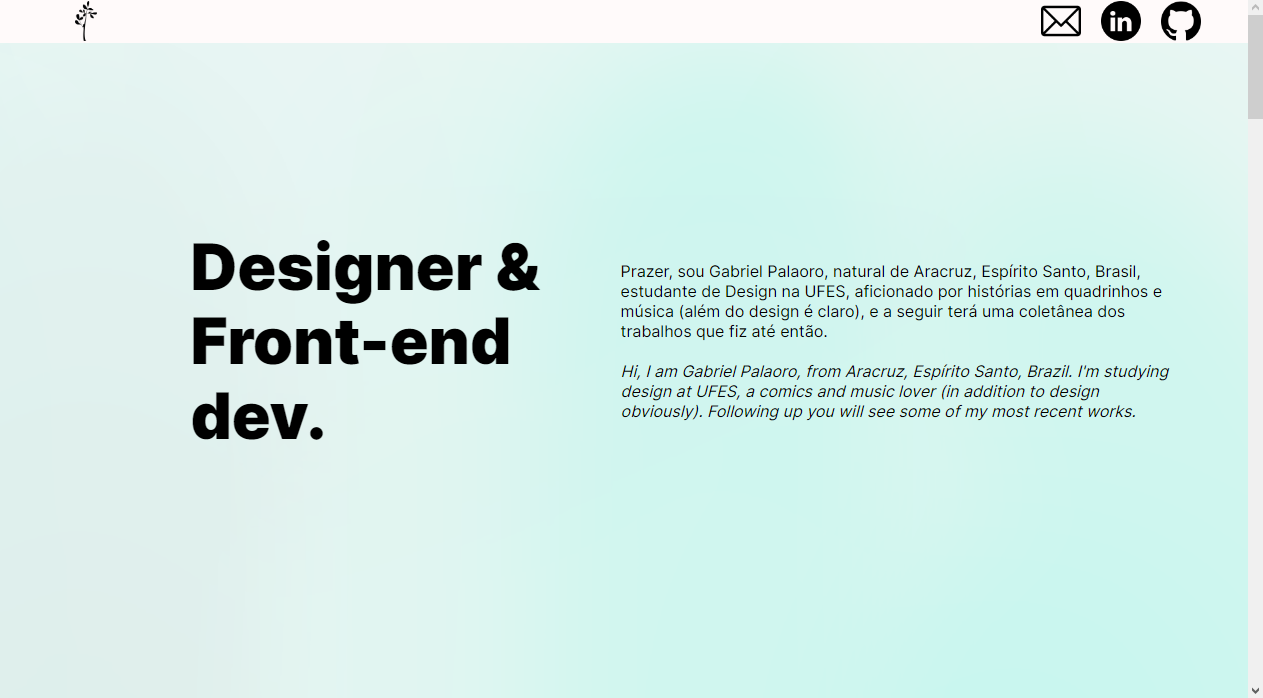 in
Designer &
Front-end
dev.
Prazer, sou Gabriel Palaoro, natural de Aracruz, Espírito Santo, Brasil,
estudante de Design na UFES, aficionado por histórias em quadrinhos e
música (além do design é claro), e a seguir terá uma coletânea dos
trabalhos que fiz até então.
Hi, I am Gabriel Palaoro, from Aracruz, Espírito Santo, Brazil. I'm studying
design at UFES, a comics and music lover (in addition to design
obviously). Following up you will see some of my most recent works.